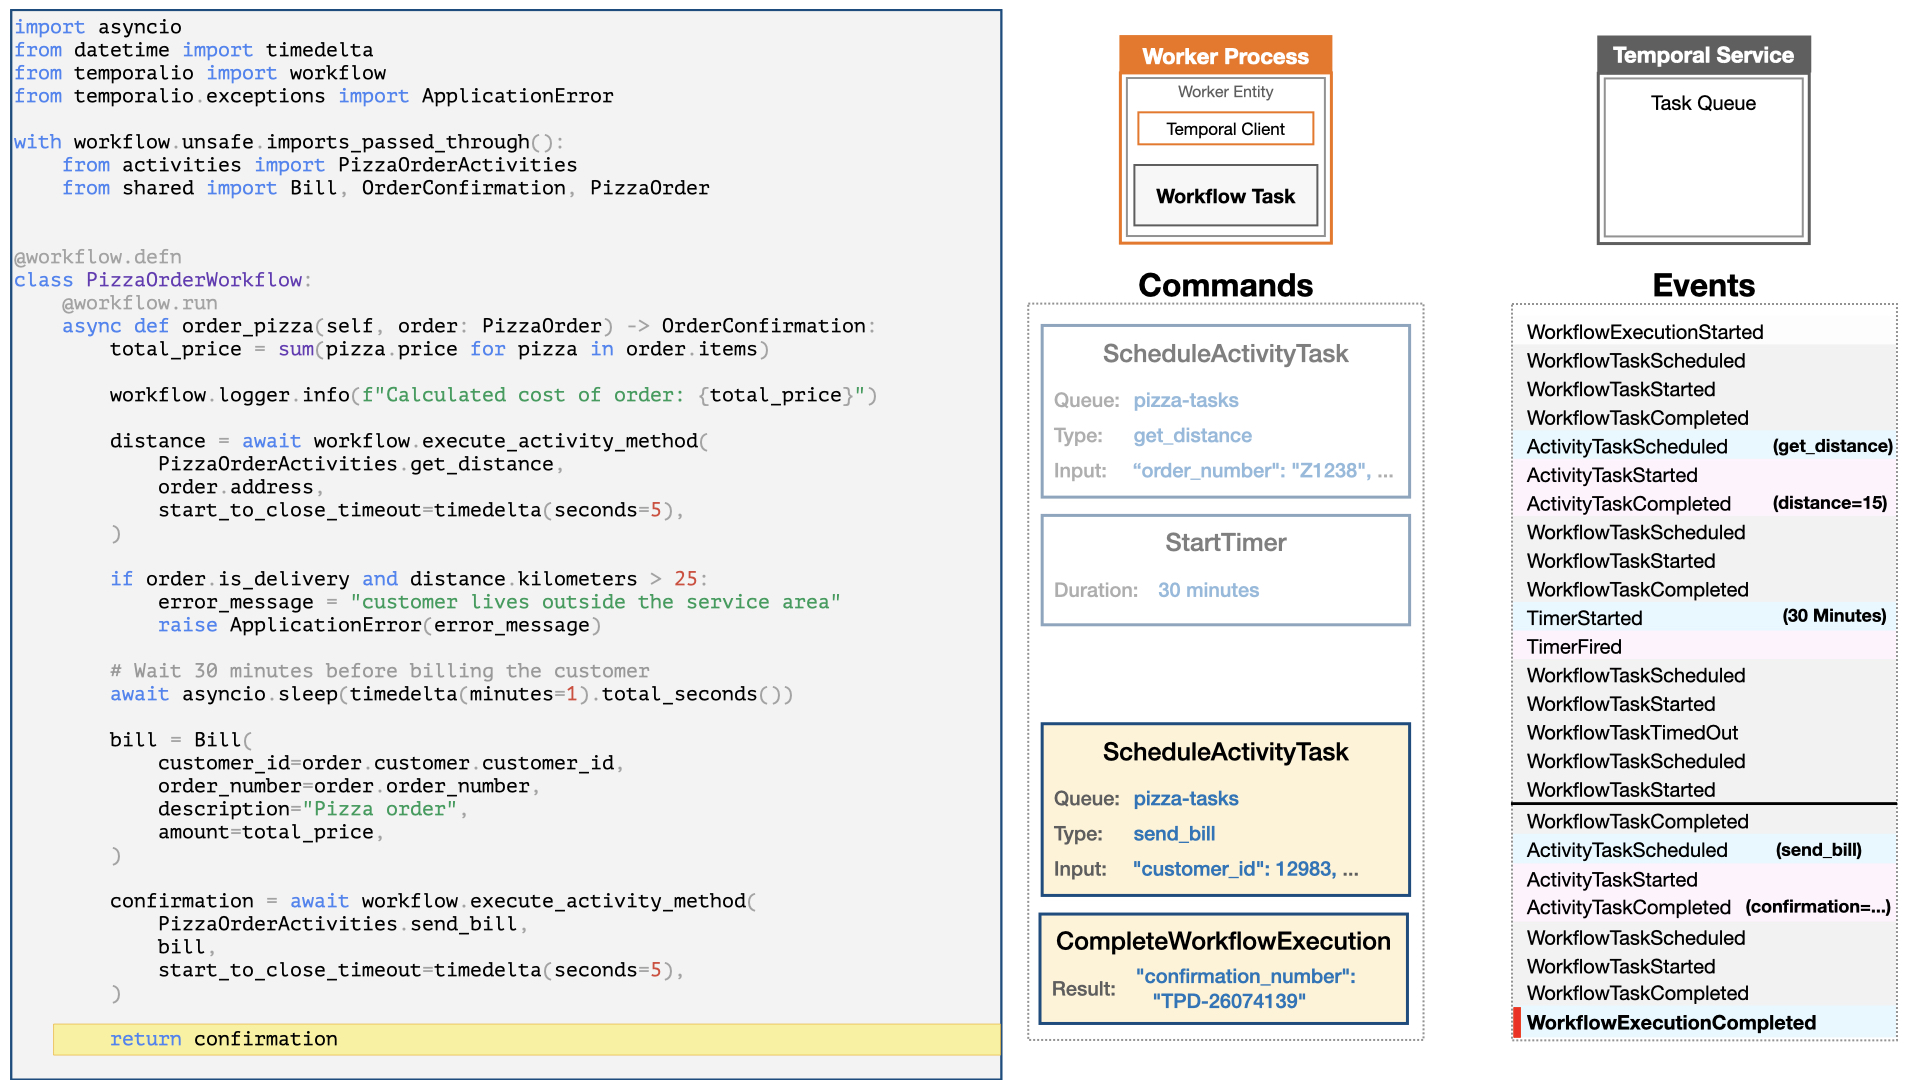 import asyncio
from datetime import timedelta
from temporalio import workflow
from temporalio.exceptions import ApplicationError
with workflow.unsafe.imports_passed_through():
    from activities import PizzaOrderActivities
    from shared import Bill, OrderConfirmation, PizzaOrder
@workflow.defn
class PizzaOrderWorkflow:
    @workflow.run
    async def order_pizza(self, order: PizzaOrder) -> OrderConfirmation:
        total_price = sum(pizza.price for pizza in order.items)
        workflow.logger.info(f"Calculated cost of order: {total_price}")
        distance = await workflow.execute_activity_method(
            PizzaOrderActivities.get_distance,
            order.address,
            start_to_close_timeout=timedelta(seconds=5),
        )
        if order.is_delivery and distance.kilometers > 25:
            error_message = "customer lives outside the service area"
            raise ApplicationError(error_message)
        # Wait 30 minutes before billing the customer
        await asyncio.sleep(timedelta(minutes=1).total_seconds())
        bill = Bill(
            customer_id=order.customer.customer_id,
            order_number=order.order_number,
            description="Pizza order",
            amount=total_price,
        )
        confirmation = await workflow.execute_activity_method(
            PizzaOrderActivities.send_bill,
            bill,
            start_to_close_timeout=timedelta(seconds=5),
        )
        return confirmation
Worker Process
Worker Entity
Temporal Client
Workflow Task
Commands
ScheduleActivityTask
Queue: pizza-tasks
Type: get_distance
Input: “order_number": "Z1238", ...
StartTimer
Duration: 30 minutes
ScheduleActivityTask
Queue: pizza-tasks
Type: send_bill
Input: "customer_id": 12983, ...
CompleteWorkflowExecution
Result: "confirmation_number":
"TPD-26074139"
Temporal Service
Task Queue
Events
WorkflowExecutionStarted
WorkflowTaskScheduled
WorkflowTaskStarted
WorkflowTaskCompleted
ActivityTaskScheduled (get_distance)
ActivityTaskStarted
ActivityTaskCompleted (distance=15)
WorkflowTaskScheduled
WorkflowTaskStarted
WorkflowTaskCompleted
TimerStarted (30 Minutes)
TimerFired
WorkflowTaskScheduled
WorkflowTaskStarted
WorkflowTaskTimedOut
WorkflowTaskScheduled
WorkflowTaskStarted
WorkflowTaskCompleted
ActivityTaskScheduled (send_bill)
ActivityTaskStarted
ActivityTaskCompleted (confirmation=...)
WorkflowTaskScheduled
WorkflowTaskStarted
WorkflowTaskCompleted
WorkflowExecutionCompleted